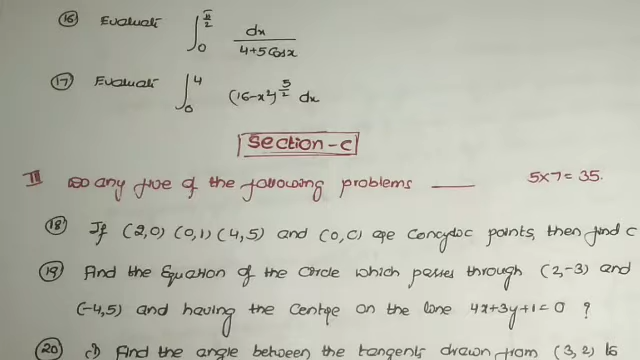 (16) Evaluate ∫₀^(π/2) dx / (4+5cosx)
(17) Evaluate ∫₀⁴ (16-x²)^(5/2) dx
Section-C
III Do any five of the following problems — 5x7=35.
(18) If (2,0) (0,1) (4,5) and (0,C) are Concyclic points, then find C
(19) Find the Equation of the circle which passes through (2,-3) and
(-4,5) and having the Centre on the line 4x+3y+1=0 ?
(20) i) Find the angle between the tangents drawn from (3,2) to